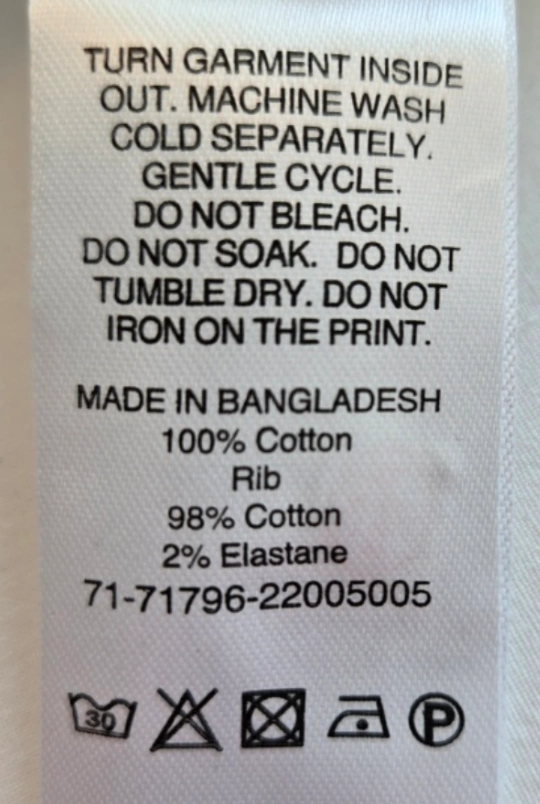 TURN GARMENT INSIDE
OUT. MACHINE WASH
COLD SEPARATELY.
GENTLE CYCLE.
DO NOT BLEACH.
DO NOT SOAK. DO NOT
TUMBLE DRY. DO NOT
IRON ON THE PRINT.
MADE IN BANGLADESH
100% Cotton
Rib
98% Cotton
2% Elastane
71-71796-22005005
30 P